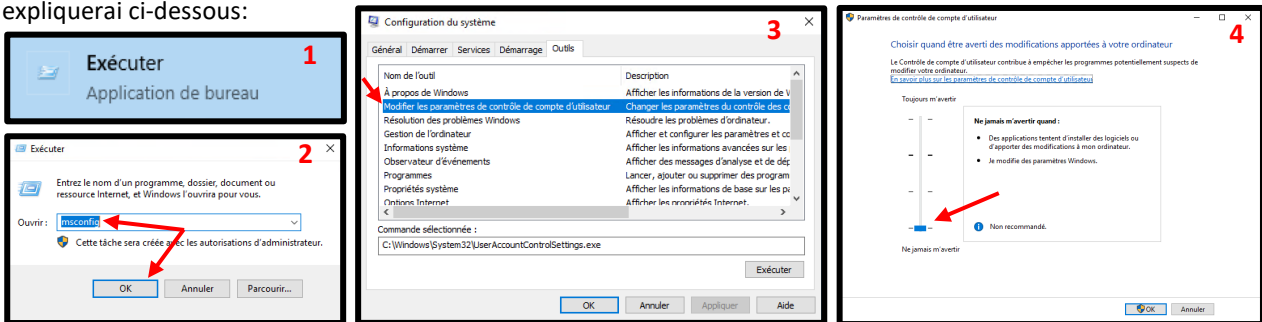 expliquerai ci-dessous:
1
Exécuter
Application de bureau
Exécuter
2
Entrez le nom d'un programme, dossier, document ou
ressource Internet, et Windows l'ouvrira pour vous.
Ouvrir :
msconfig
Cette tâche sera créée avec les autorisations d'administrateur.
OK
Annuler
Parcourir...
Configuration du système
3
Général Démarrer Services Démarrage Outils
Nom de l'outil Description
À propos de Windows Afficher les informations de la version de
Modifier les paramètres de contrôle de compte d'utilisateur Changer les paramètres du contrôle des
Résolution des problèmes Windows Résoudre les problèmes d'ordinateur.
Gestion de l'ordinateur Afficher et configurer les paramètres et
Informations système Afficher les informations avancées sur les
Observateur d'événements Afficher des messages d'analyse et de
Programmes Lancer, ajouter ou supprimer des
Propriétés système Afficher les informations de base sur les
Options Internet Afficher les propriétés Internet.
Commande sélectionnée :
C:\Windows\System32\UserAccountControlSettings.exe
Exécuter
OK Annuler Appliquer Aide
Paramètres de contrôle de compte d'utilisateur
4
Choisir quand être averti des modifications apportées à votre ordinateur
Le Contrôle de compte d'utilisateur contribue à empêcher les programmes potentiellement suspects de
modifier votre ordinateur.
En savoir plus sur les paramètres de contrôle de compte d'utilisateur
Toujours m'avertir
Ne jamais m'avertir quand :
Des applications tentent d'installer des logiciels ou
d'apporter des modifications à mon ordinateur.
Je modifie des paramètres Windows.
Non recommandé.
Ne jamais m'avertir
OK Annuler